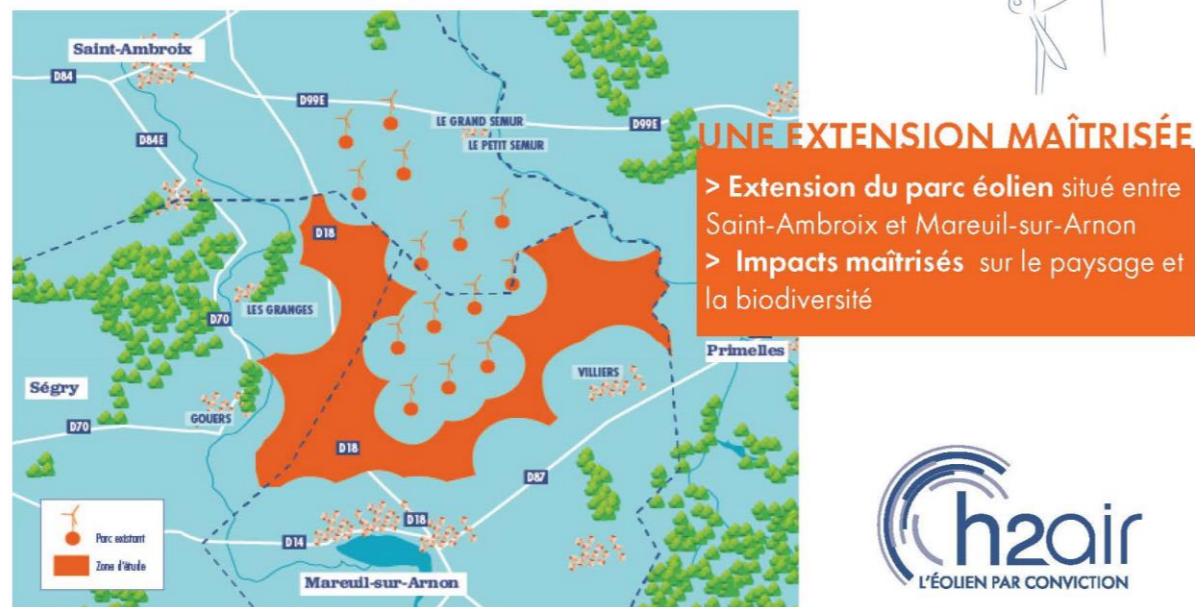 Saint-Ambroix
D84
D99E
LE GRAND SEMUR
D99E
LE PETIT SEMUR
D84E
D18
LES GRANGES
D70
Primelles
VILLIERS
Ségry
GOUERS
D70
D18
D87
Parc existant
Zone d'étude
D18
D14
Mareuil-sur-Arnon
UNE EXTENSION MAÎTRISÉE
> Extension du parc éolien situé entre
Saint-Ambroix et Mareuil-sur-Arnon
> Impacts maîtrisés sur le paysage et
la biodiversité
h2air
L'ÉOLIEN PAR CONVICTION